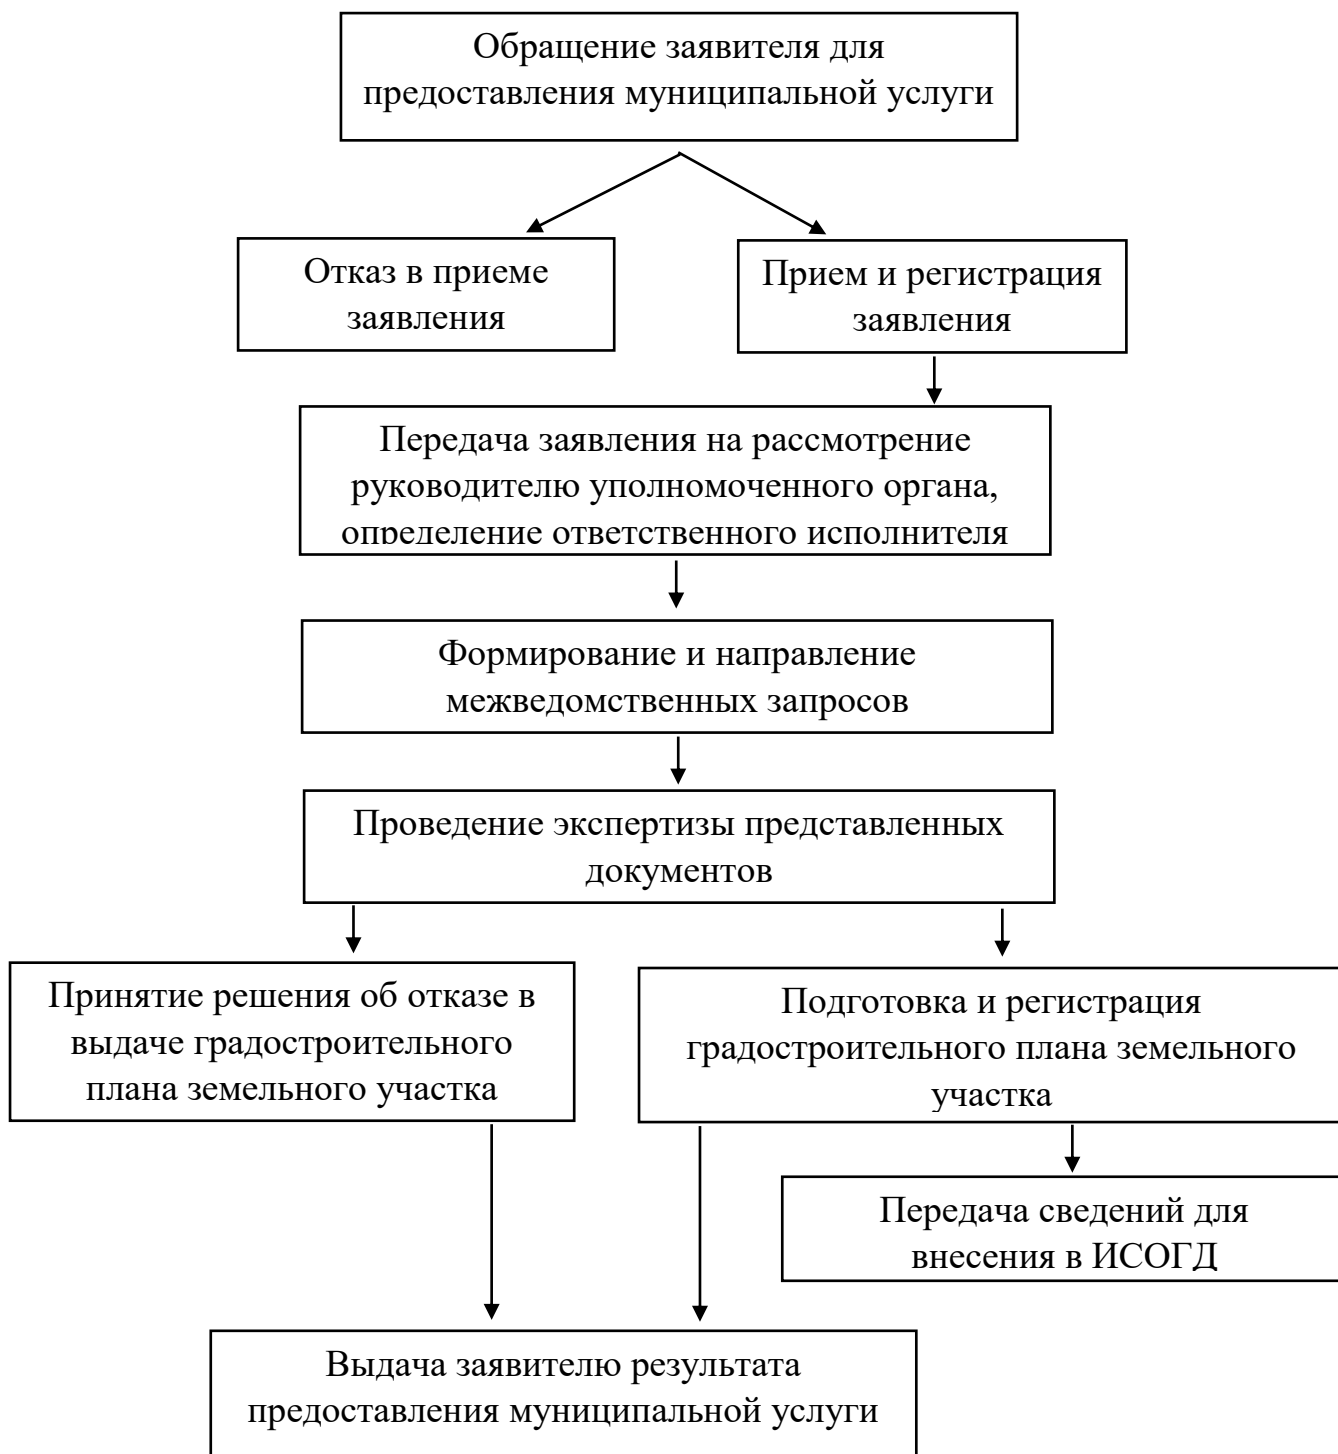 Обращение заявителя для
предоставления муниципальной услуги
Отказ в приеме
заявления
Прием и регистрация
заявления
Передача заявления на рассмотрение
руководителю уполномоченного органа,
определение ответственного исполнителя
Формирование и направление
межведомственных запросов
Проведение экспертизы представленных
документов
Принятие решения об отказе в
выдаче градостроительного
плана земельного участка
Подготовка и регистрация
градостроительного плана земельного
участка
Передача сведений для
внесения в ИСОГД
Выдача заявителю результата
предоставления муниципальной услуги